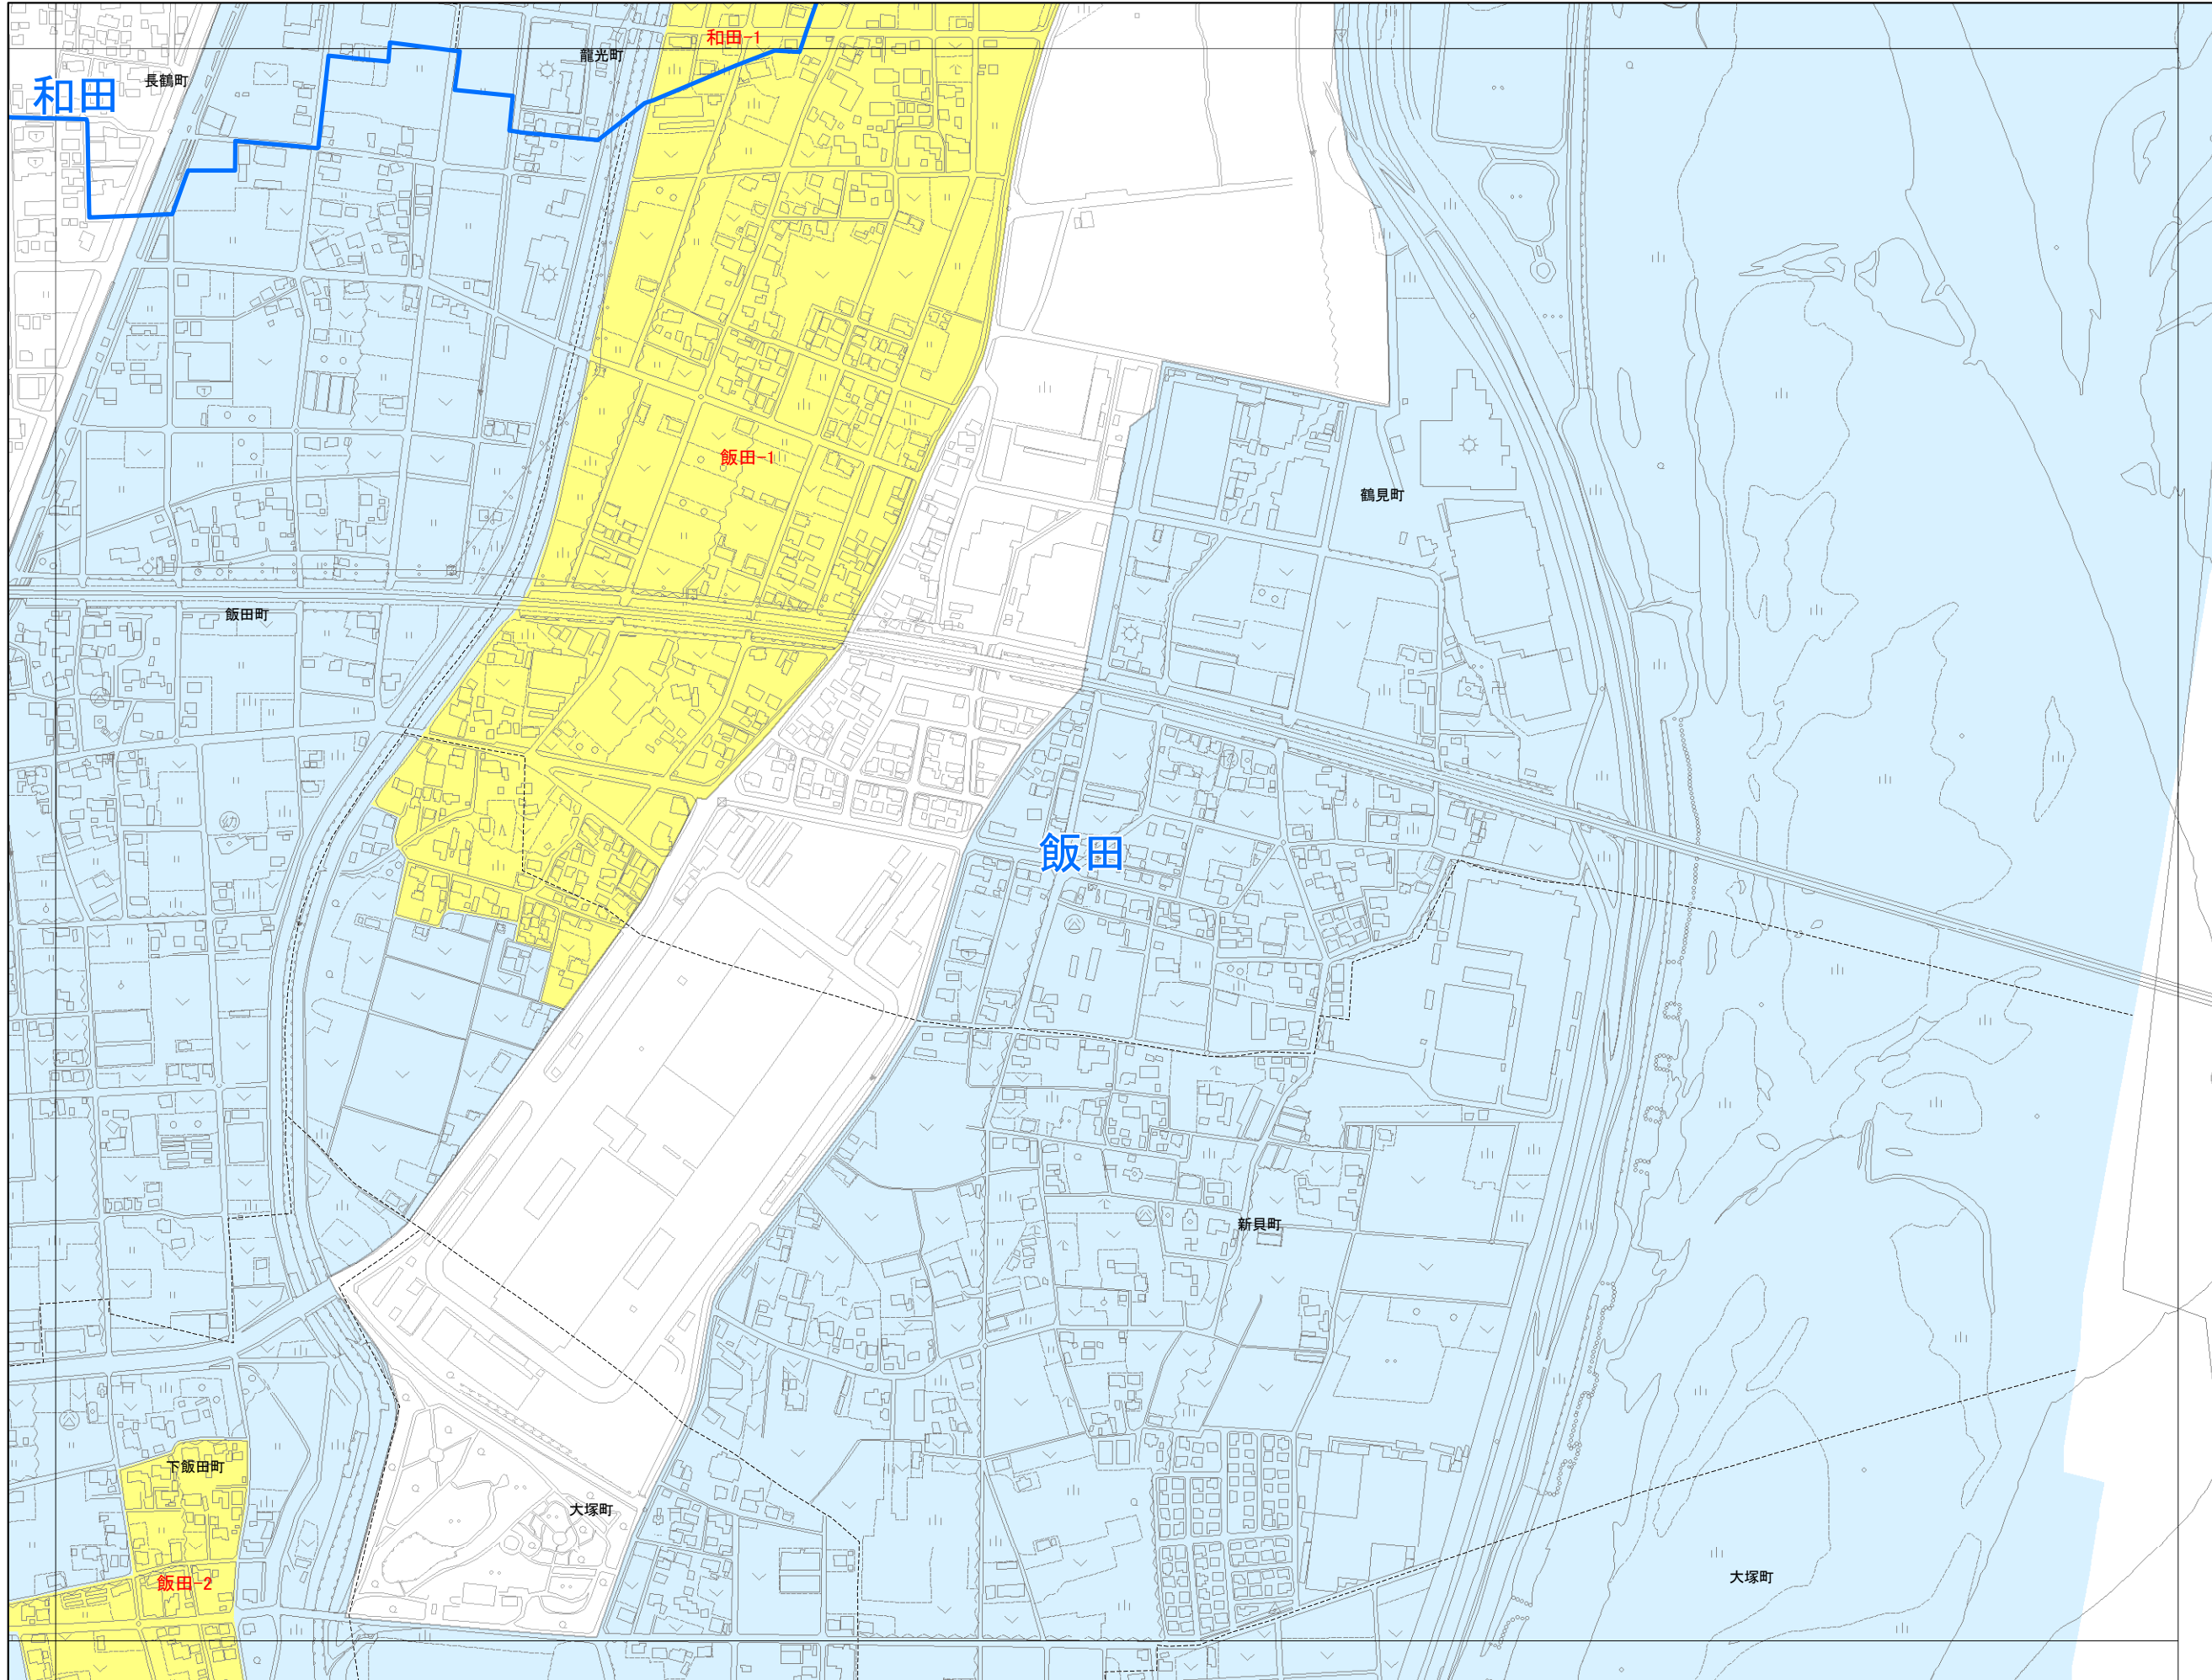 和田-1
龍光町
長鶴町
和田
飯田-1
鶴見町
飯田町
幼
飯田
新貝町
下飯田町
大塚町
飯田-2
大塚町